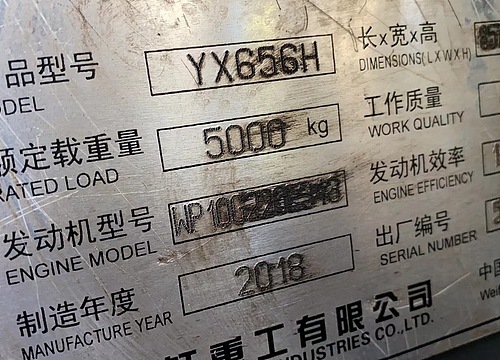 品型号 YX656H 长x宽x高
DIMENSIONS( L X W X H)
额定载重量 5000 kg 工作质量
RATED LOAD WORK QUALITY
发动机型号 发动机效率
ENGINE MODEL ENGINE EFFICIENCY
制造年度 2018 出厂编号
MANUFACTURE YEAR SERIAL NUMBER
重工有限公司
INDUSTRIES CO.,LTD.